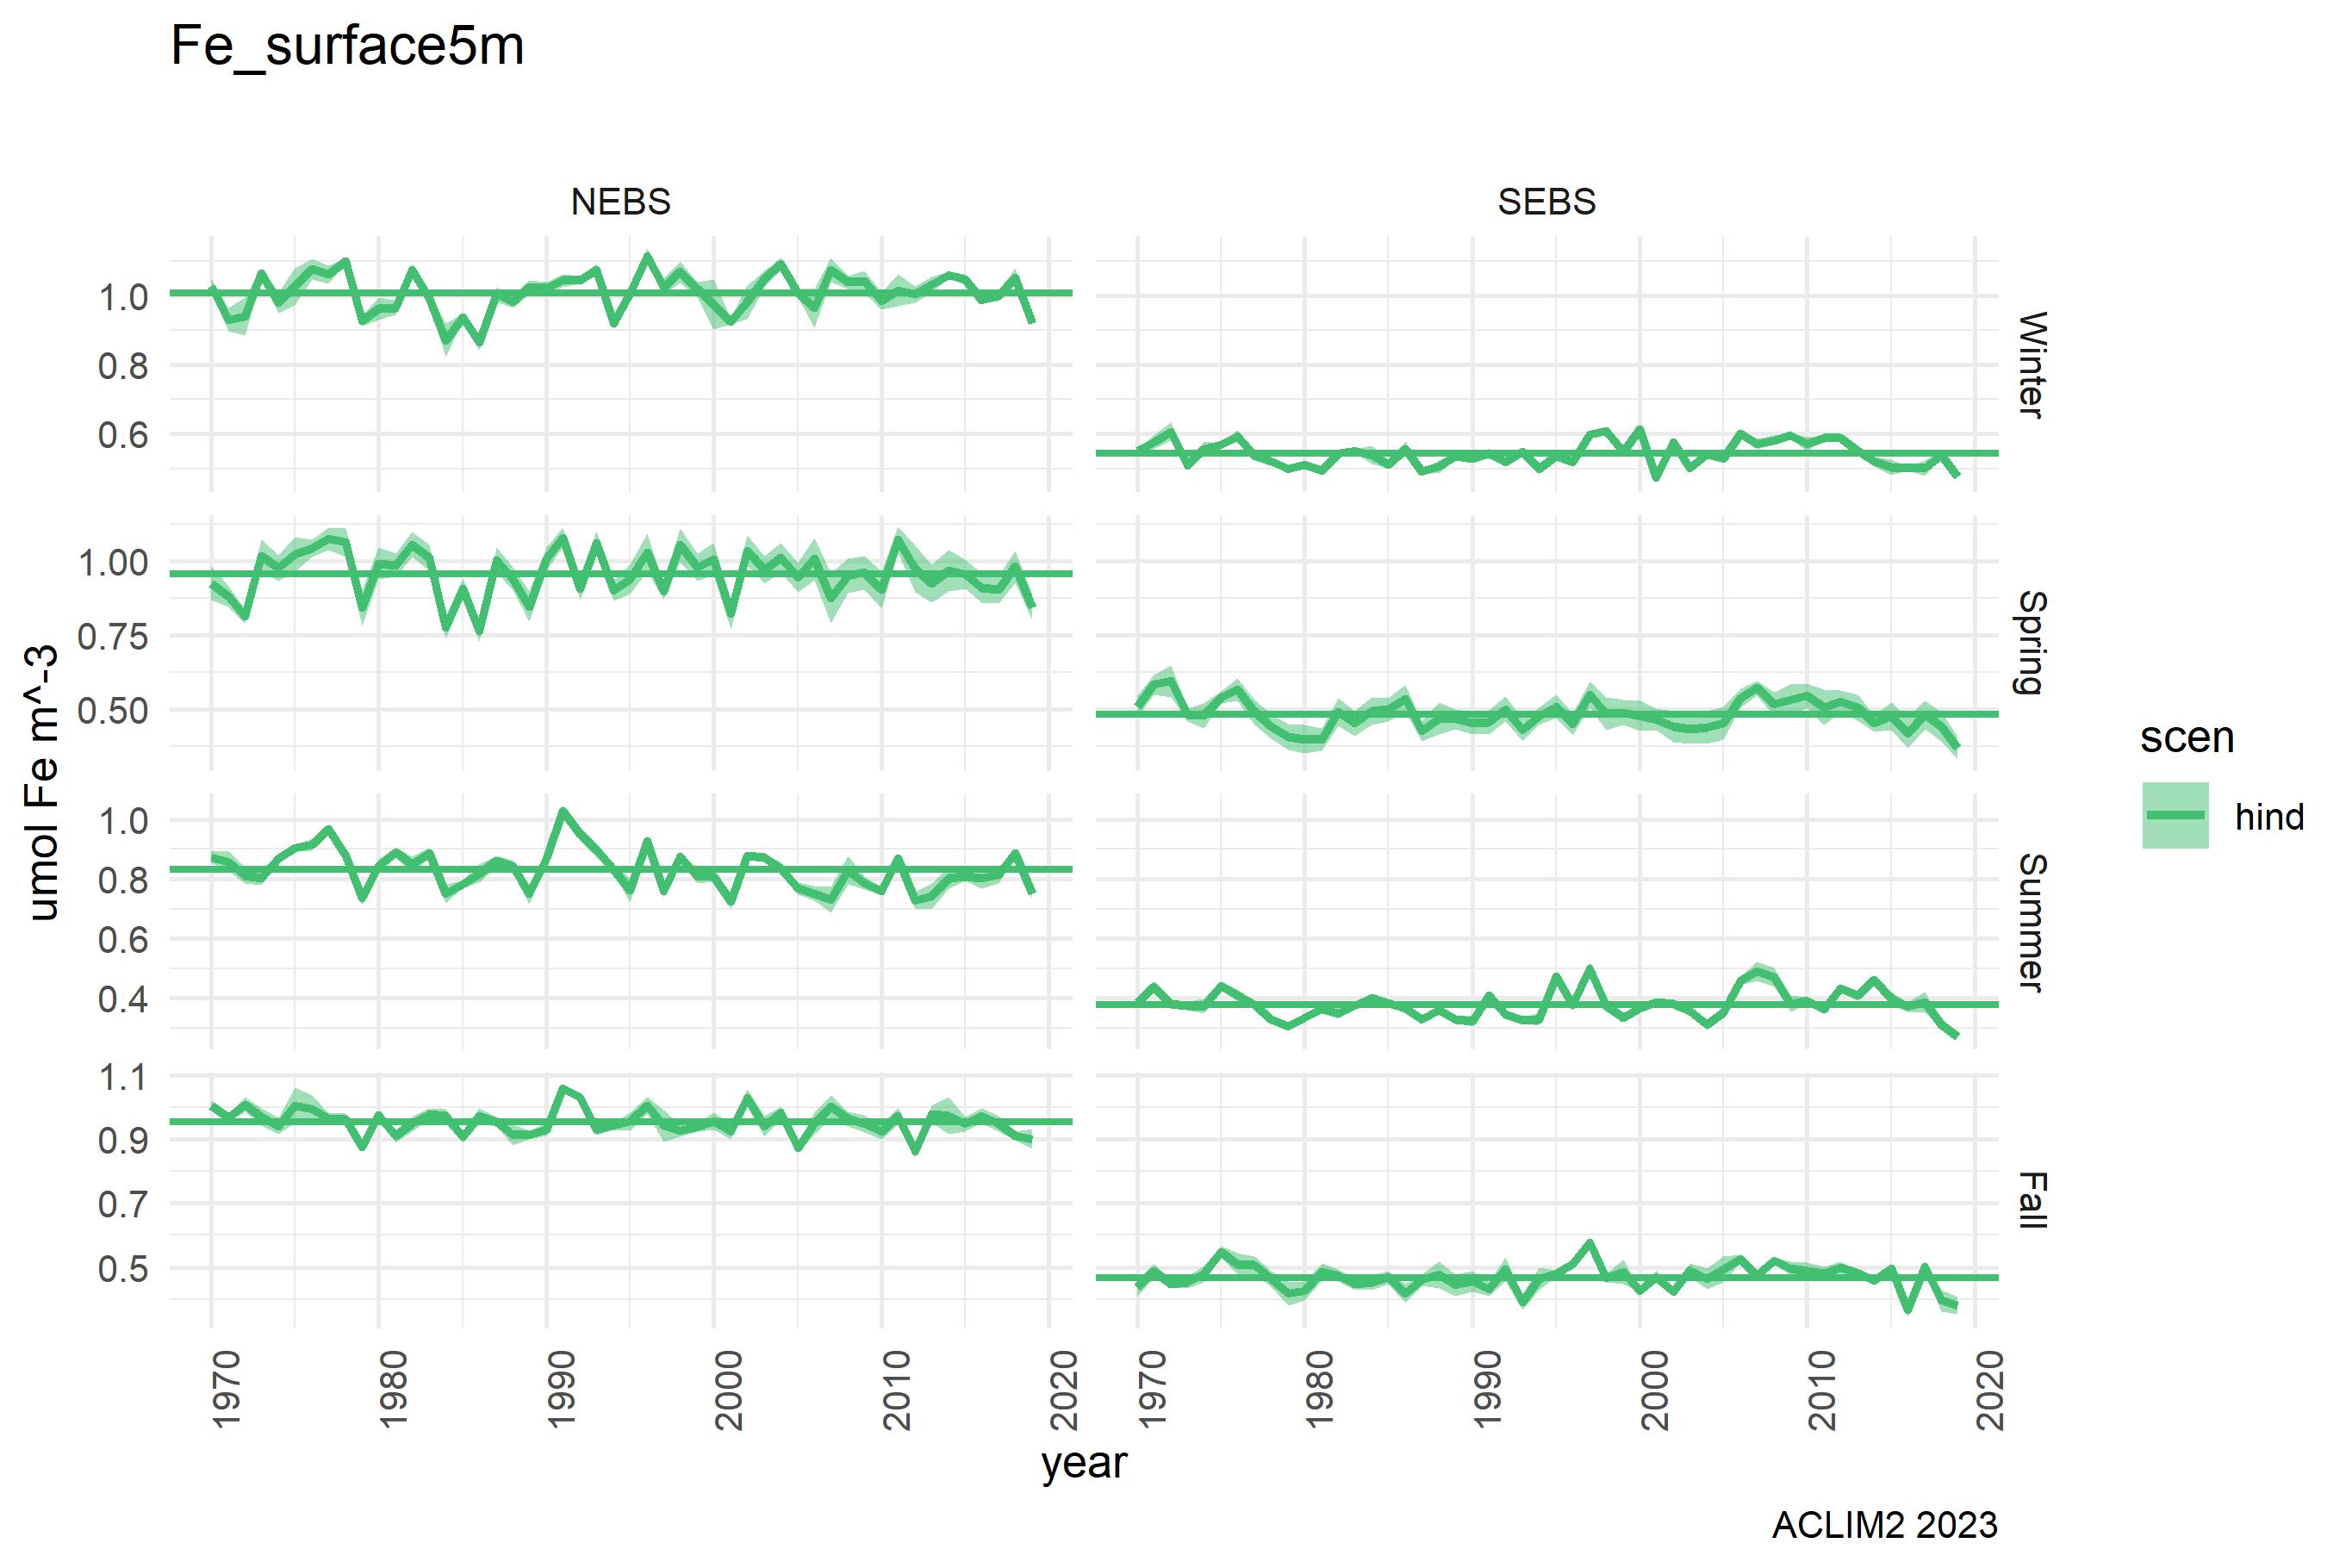 Fe_surface5m
NEBS
SEBS
1.0
0.8
0.6
Winter
1.00
0.75
0.50
Spring
1.0
0.8
0.6
0.4
Summer
1.1
0.9
0.7
0.5
Fall
umol Fe m^-3
1970
1980
1990
2000
2010
2020
1970
1980
1990
2000
2010
2020
year
scen
hind
ACLIM2 2023